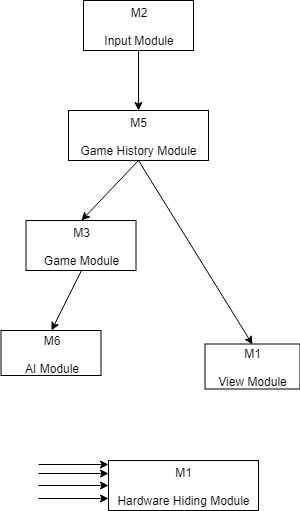 M2
Input Module
M5
Game History Module
M3
Game Module
M6
AI Module
M1
View Module
M1
Hardware Hiding Module